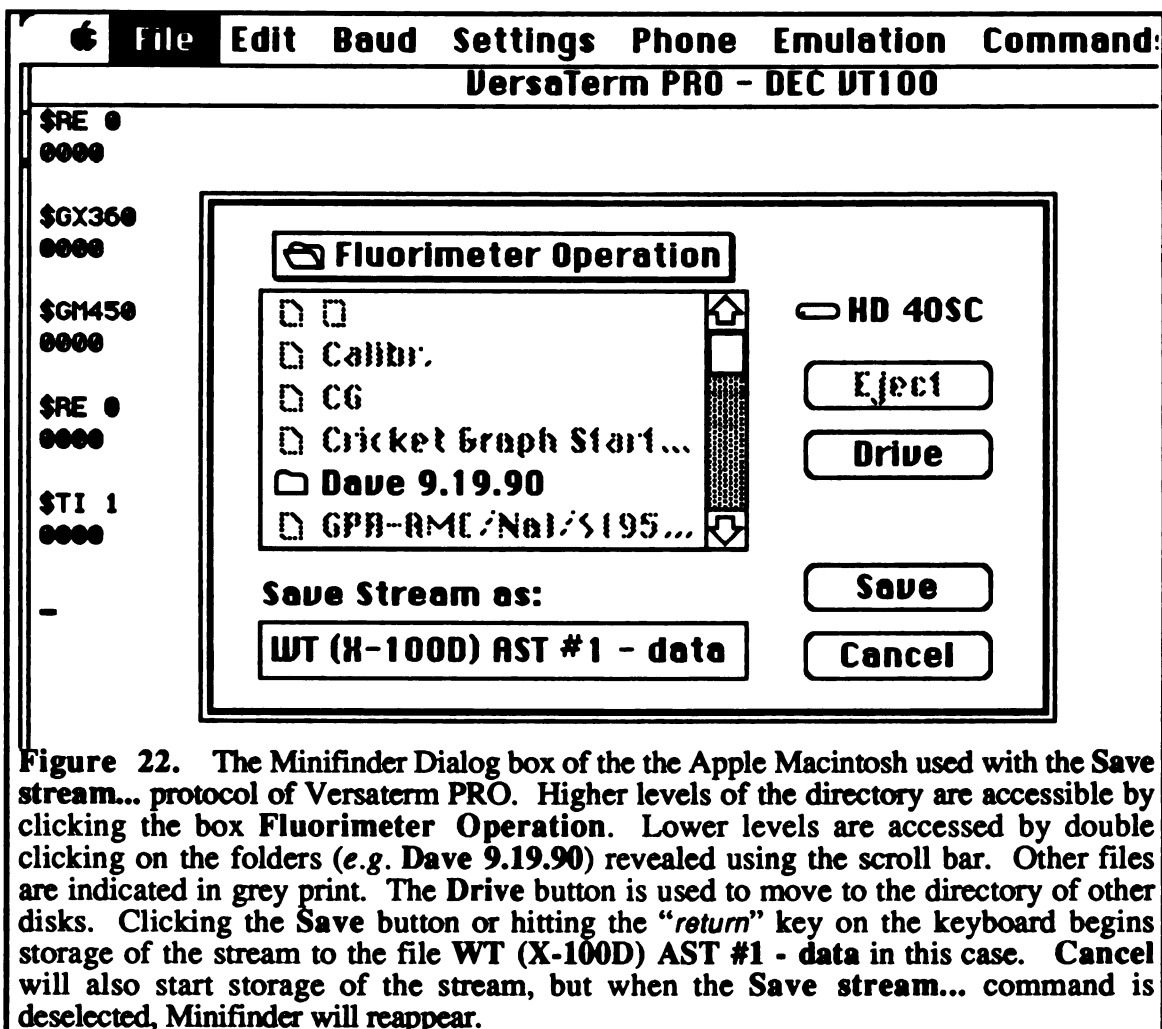 File Edit Baud Settings Phone Emulation Command
VersaTerm PRO - DEC VT100
$RE 0
0000
$GX360
0000
$GM450
0000
$RE 0
0000
$TI 1
0000
Fluorimeter Operation
Calibr.
CG
Cricket Graph Start...
Dave 9.19.90
HD 40SC
Eject
Drive
Save Stream as:
WT (X-100D) AST #1 - data
Save
Cancel
Figure 22. The Minifinder Dialog box of the the Apple Macintosh used with the Save
stream... protocol of Versaterm PRO. Higher levels of the directory are accessible by
clicking the box Fluorimeter Operation. Lower levels are accessed by double
clicking on the folders (e.g. Dave 9.19.90) revealed using the scroll bar. Other files
are indicated in grey print. The Drive button is used to move to the directory of other
disks. Clicking the Save button or hitting the "return" key on the keyboard begins
storage of the stream to the file WT (X-100D) AST #1 - data in this case. Cancel
will also start storage of the stream, but when the Save stream... command is
deselected, Minifinder will reappear.